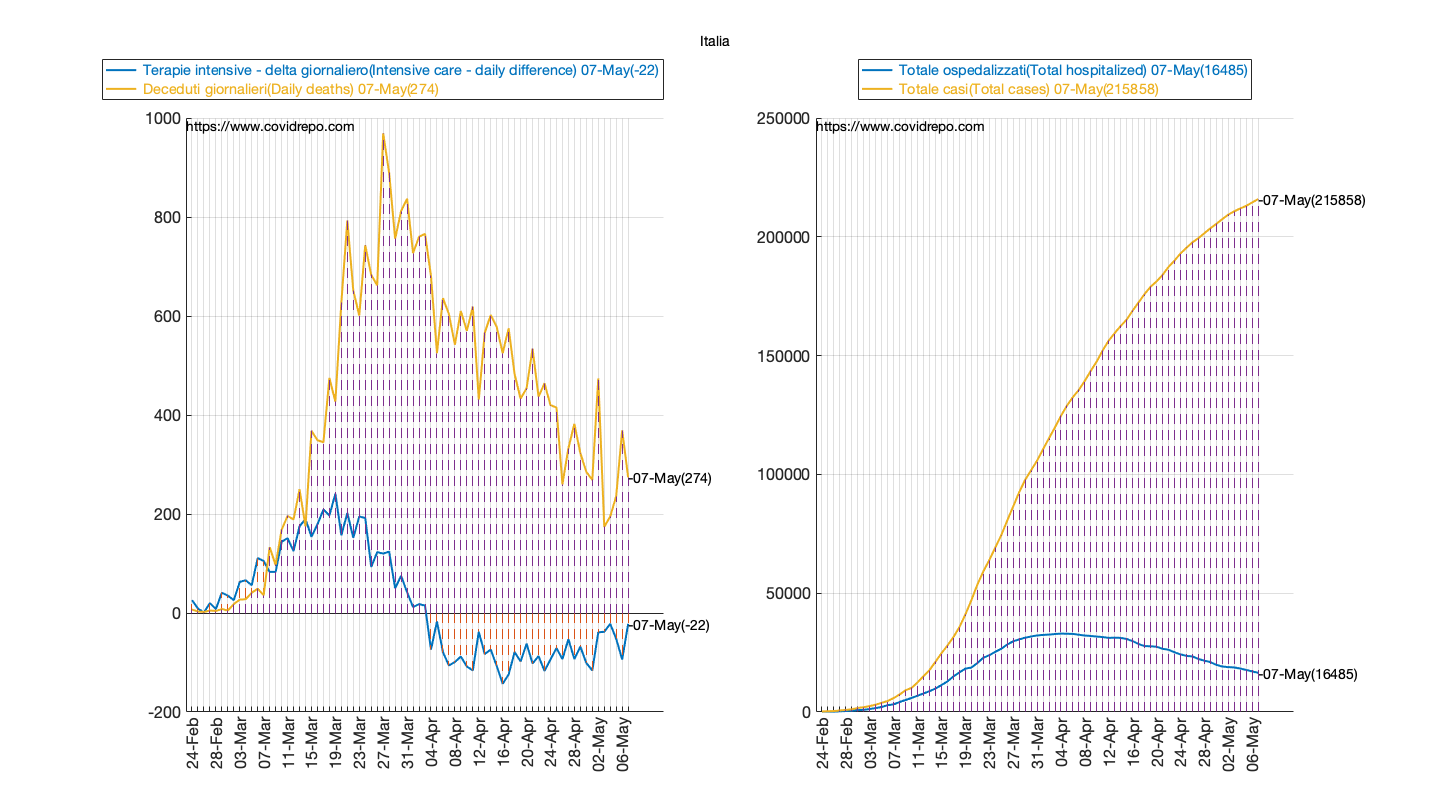 Italia
Terapie intensive - delta giornaliero(Intensive care - daily difference) 07-May(-22)
Deceduti giornalieri(Daily deaths) 07-May(274)
https://www.covidrepo.com
1000
800
600
400
200
0
-200
07-May(274)
07-May(-22)
24-Feb
28-Feb
03-Mar
07-Mar
11-Mar
15-Mar
19-Mar
23-Mar
27-Mar
31-Mar
04-Apr
08-Apr
12-Apr
16-Apr
20-Apr
24-Apr
28-Apr
02-May
06-May
Totale ospedalizzati(Total hospitalized) 07-May(16485)
Totale casi(Total cases) 07-May(215858)
https://www.covidrepo.com
250000
200000
150000
100000
50000
0
07-May(215858)
07-May(16485)
24-Feb
28-Feb
03-Mar
07-Mar
11-Mar
15-Mar
19-Mar
23-Mar
27-Mar
31-Mar
04-Apr
08-Apr
12-Apr
16-Apr
20-Apr
24-Apr
28-Apr
02-May
06-May